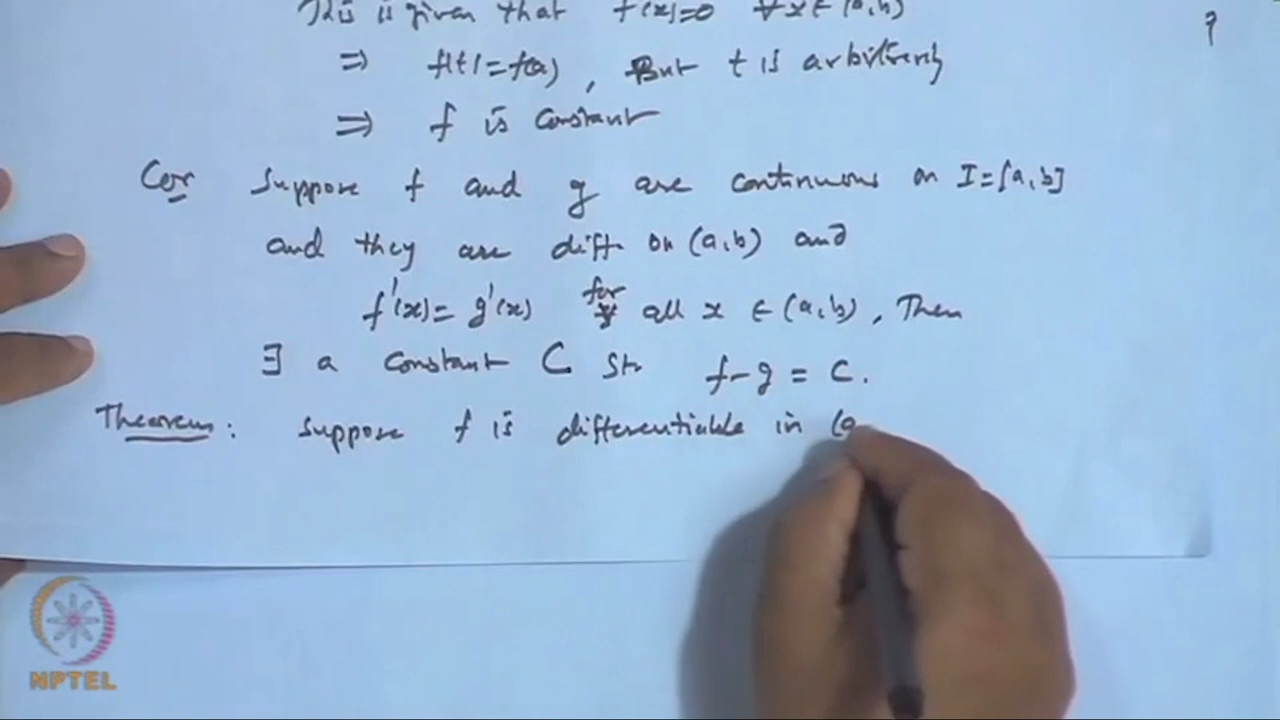 This is given that f'(x)=0 ∀ x ∈ (a,b)
⇒ f(t)=f(a), But t is arbitrary
⇒ f is constant
Cor Suppose f and g are continuous on I=[a,b]
and they are diff. on (a,b) and
f'(x)= g'(x) for all x ∈ (a,b), Then
∃ a constant C St. f-g = C.
Theorem: Suppose f is differentiable in (a
NPTEL